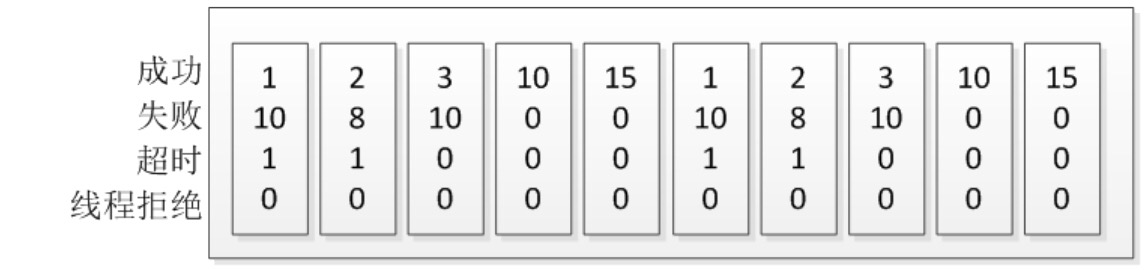 成功 1 2 3 10 15 1 2 3 10 15
失败 10 8 10 0 0 10 8 10 0 0
超时 1 1 0 0 0 1 1 0 0 0
线程拒绝 0 0 0 0 0 0 0 0 0 0